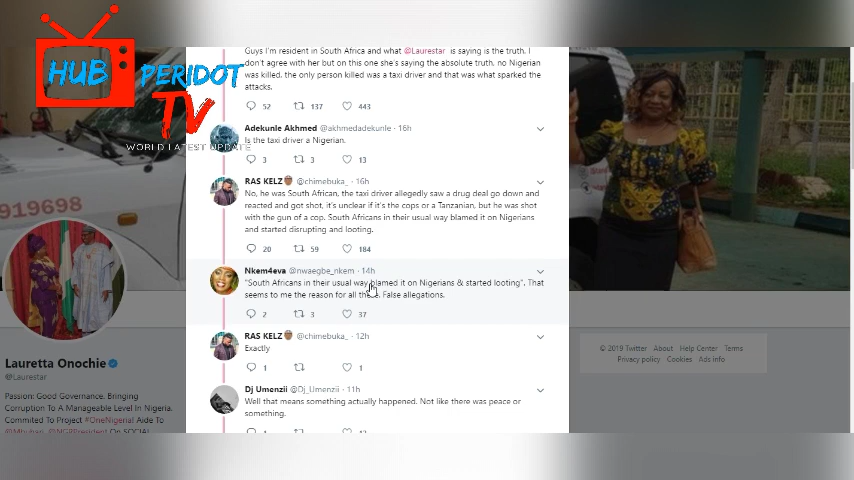 HUB
PERIDOT
TV
WORLD LATEST UPDATE
919698
Guys I'm resident in South Africa and what @Laurestar is saying is the truth, I
don't agree with her but on this one she's saying the absolute truth, no Nigerian
was killed, the only person killed was a taxi driver and that was what sparked the
attacks.
52 137 443
Adekunle Akhmed @akhmedadekunle · 16h
Is the taxi driver a Nigerian.
3 3 13
RAS KELZ @chimebuka_ · 16h
No, he was South African, the taxi driver allegedly saw a drug deal go down and
reacted and got shot, it's unclear if it's the cops or a Tanzanian, but he was shot
with the gun of a cop. South Africans in their usual way blamed it on Nigerians
and started disrupting and looting.
20 59 184
Nkem4eva @nwaegbe_nkem · 14h
"South Africans in their usual way blamed it on Nigerians & started looting". That
seems to me the reason for all these. False allegations.
2 3 37
RAS KELZ @chimebuka_ · 12h
Exactly
1 1
Dj Umenzii @Dj_Umenzii · 11h
Well that means something actually happened. Not like there was peace or
something.
Lauretta Onochie
@Laurestar
Passion: Good Governance. Bringing
Corruption To A Manageable Level In Nigeria.
Commited To Project #OneNigeria! Aide To
@Mbuhari, @NGRPresident On SOCIAL
© 2019 Twitter About Help Center Terms
Privacy policy Cookies Ads info